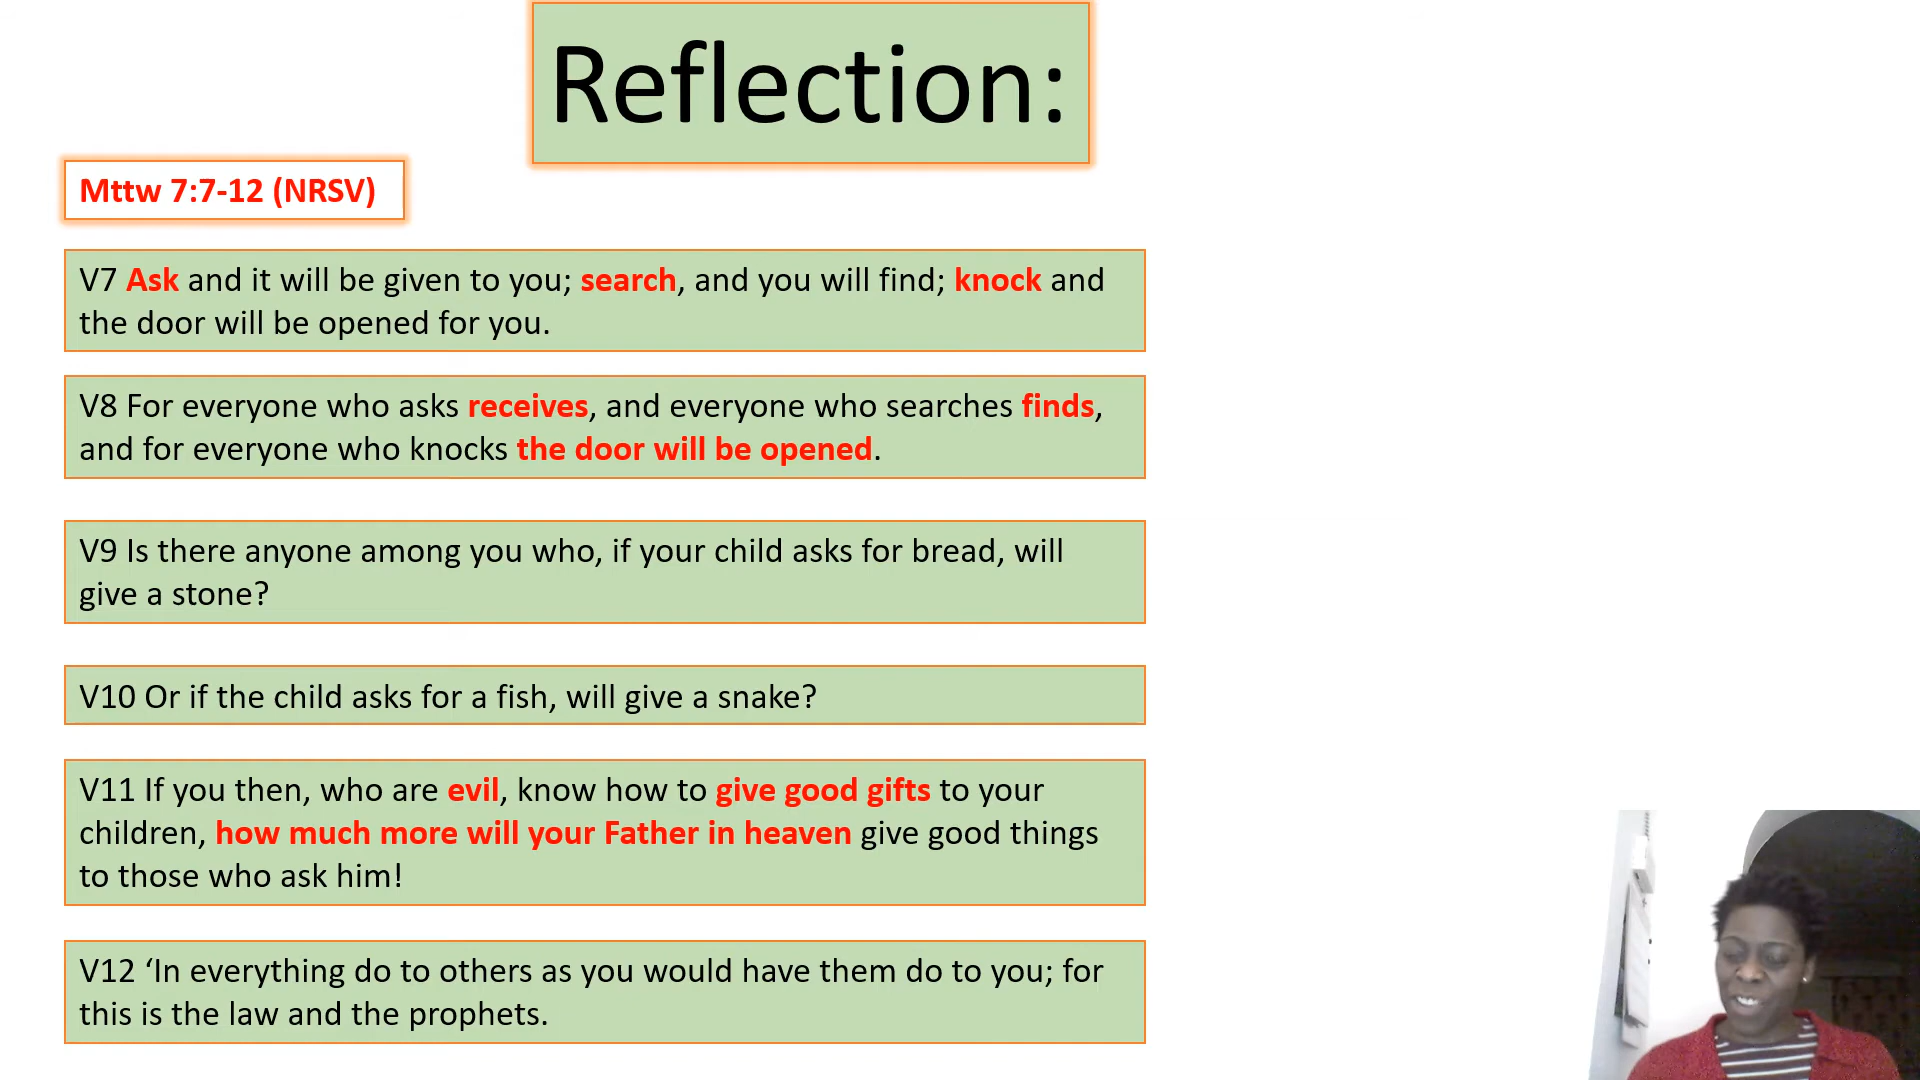 Reflection:
Mttw 7:7-12 (NRSV)
V7 Ask and it will be given to you; search, and you will find; knock and
the door will be opened for you.
V8 For everyone who asks receives, and everyone who searches finds,
and for everyone who knocks the door will be opened.
V9 Is there anyone among you who, if your child asks for bread, will
give a stone?
V10 Or if the child asks for a fish, will give a snake?
V11 If you then, who are evil, know how to give good gifts to your
children, how much more will your Father in heaven give good things
to those who ask him!
V12 ‘In everything do to others as you would have them do to you; for
this is the law and the prophets.